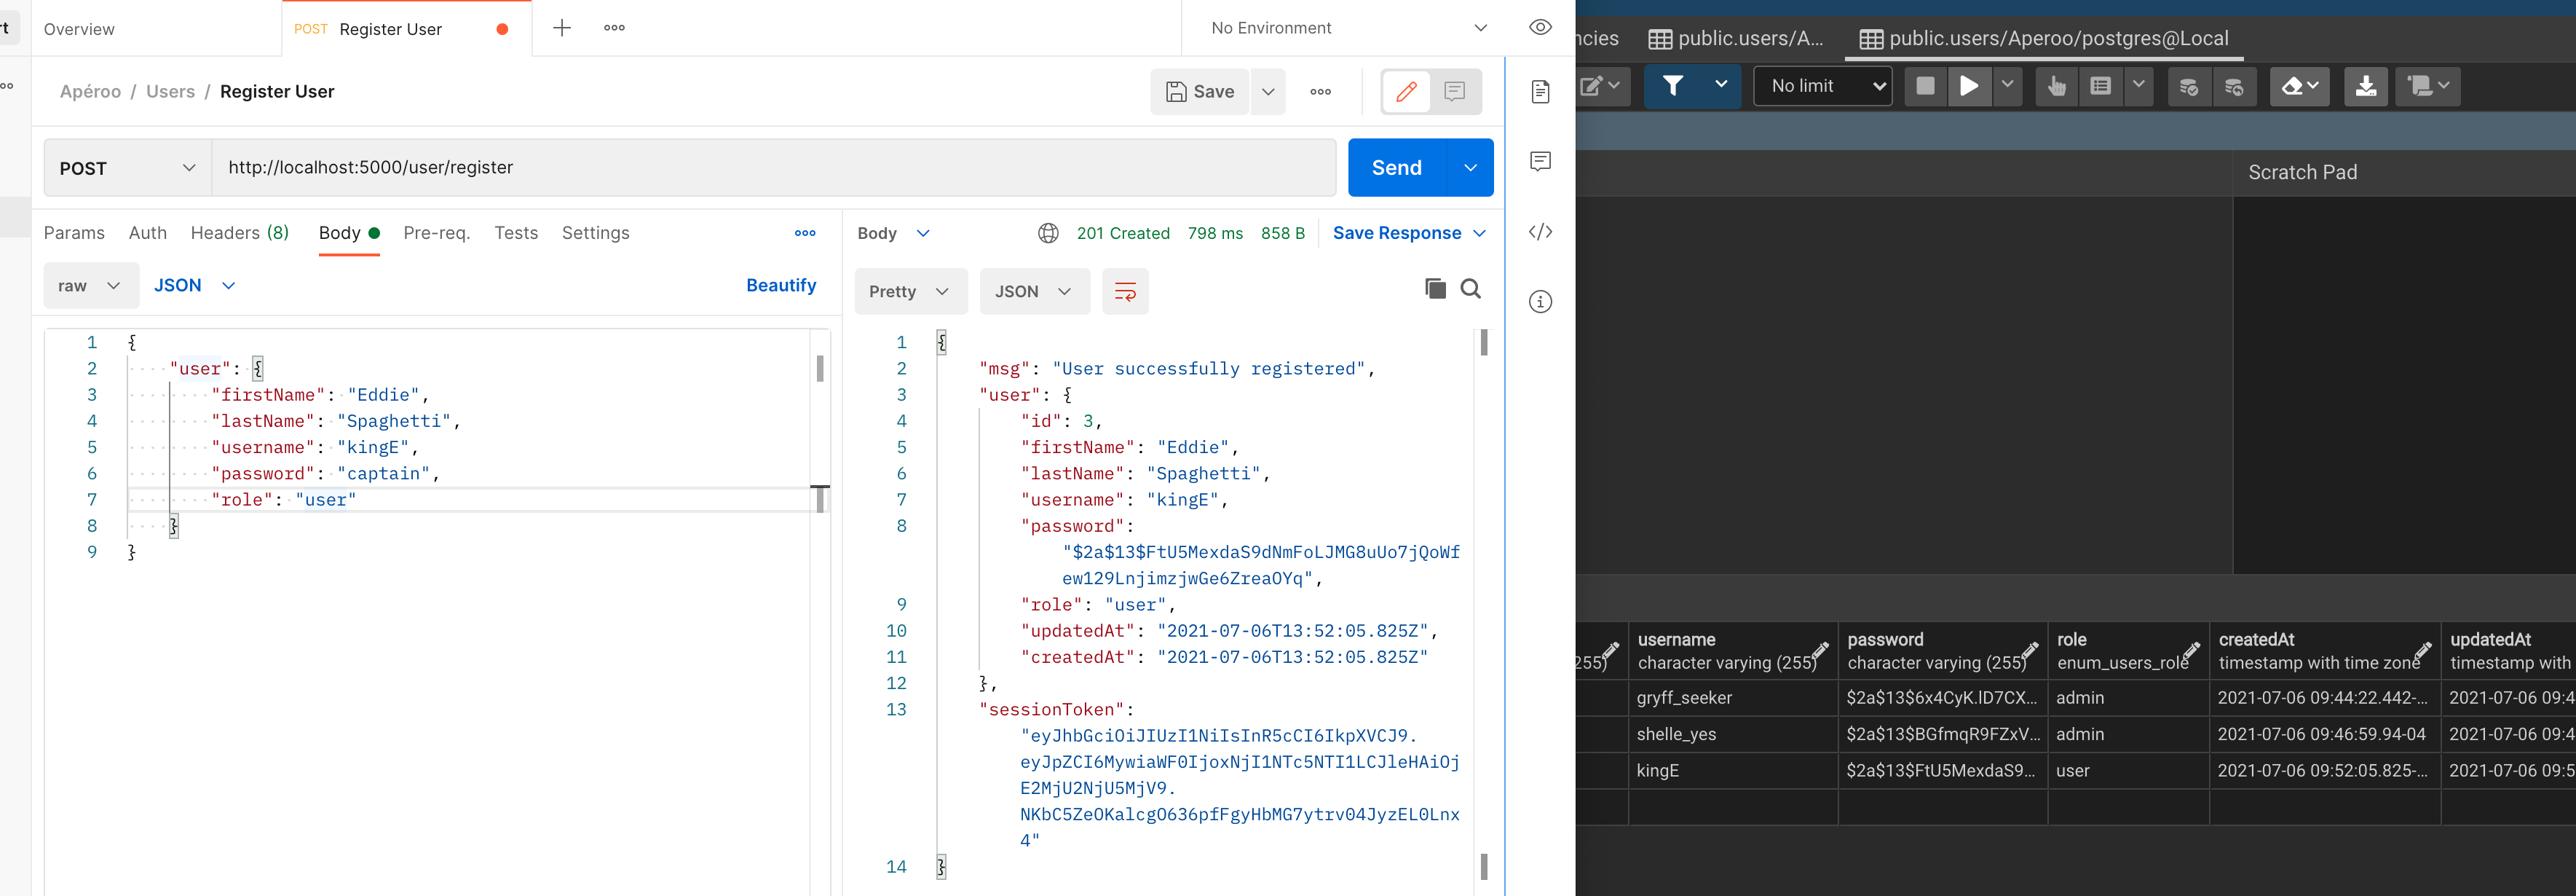 rt
Overview
POST Register User
No Environment
Apéroo / Users / Register User
Save
POST
http://localhost:5000/user/register
Send
Params Auth Headers (8) Body Pre-req. Tests Settings
raw JSON Beautify
1 {
2 "user": {
3 "firstName": "Eddie",
4 "lastName": "Spaghetti",
5 "username": "kingE",
6 "password": "captain",
7 "role": "user"
8 }
9 }
Body 201 Created 798 ms 858 B Save Response
Pretty JSON
1 {
2 "msg": "User successfully registered",
3 "user": {
4 "id": 3,
5 "firstName": "Eddie",
6 "lastName": "Spaghetti",
7 "username": "kingE",
8 "password":
"$2a$13$FtU5MexdaS9dNmFoLJMG8uUo7jQoWf
ew129LnjimzjwGe6ZreaOYq",
9 "role": "user",
10 "updatedAt": "2021-07-06T13:52:05.825Z",
11 "createdAt": "2021-07-06T13:52:05.825Z"
12 },
13 "sessionToken":
"eyJhbGciOiJIUzI1NiIsInR5cCI6IkpXVCJ9.
eyJpZCI6MywiaWF0IjoxNjI1NTc5NTI1LCJleHAiOj
E2MjU2NjU5MjV9.
NKbC5ZeOKalcgO636pfFgyHbMG7ytrv04JyzEL0Lnx
4"
14 }
ncies public.users/A... public.users/Aperoo/postgres@Local
No limit
Scratch Pad
username password role createdAt updatedAt
255) character varying (255) character varying (255) enum_users_role timestamp with time zone timestamp with
gryff_seeker $2a$13$6x4CyK.lD7CX... admin 2021-07-06 09:44:22.442-... 2021-07-06 09:4
shelle_yes $2a$13$BGfmqR9FZxV... admin 2021-07-06 09:46:59.94-04 2021-07-06 09:4
kingE $2a$13$FtU5MexdaS9... user 2021-07-06 09:52:05.825-... 2021-07-06 09:5